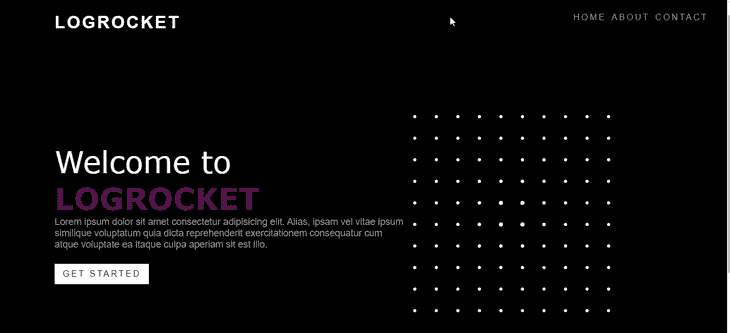 LOGROCKET
HOME ABOUT CONTACT
Welcome to
LOGROCKET
Lorem ipsum dolor sit amet consectetur adipisicing elit. Alias, ipsam vel vitae ipsum
similique voluptatum quia dicta reprehenderit exercitationem consequatur cum
atque voluptate ea itaque culpa aperiam sit est illo.
GET STARTED